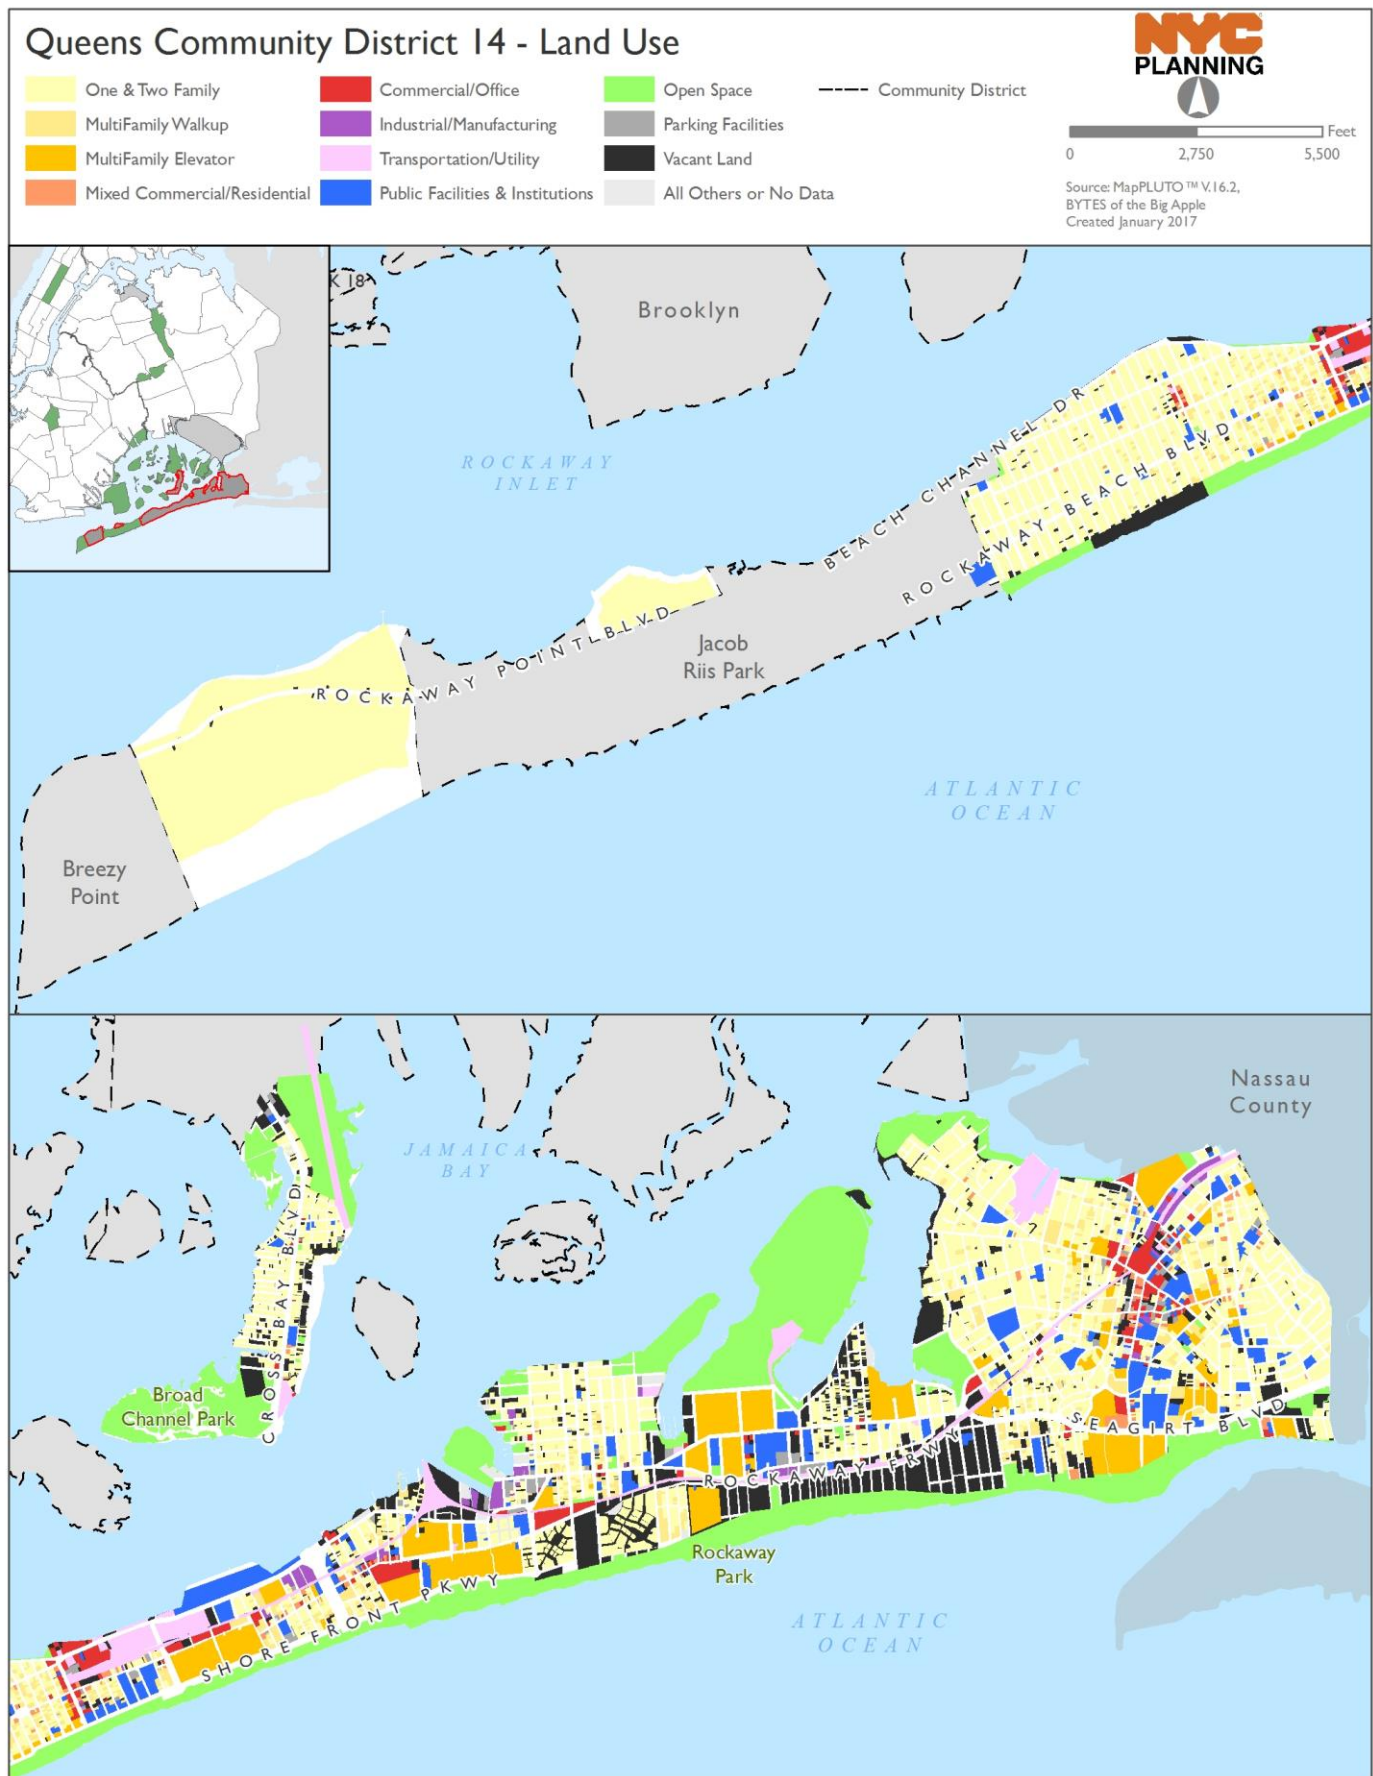 Queens Community District 14 - Land Use
One & Two Family
MultiFamily Walkup
MultiFamily Elevator
Mixed Commercial/Residential
Commercial/Office
Industrial/Manufacturing
Transportation/Utility
Public Facilities & Institutions
Open Space
Parking Facilities
Vacant Land
All Others or No Data
Community District
NYC
PLANNING
Feet
0 2,750 5,500
Source: MapPLUTO™ V.16.2,
BYTES of the Big Apple
Created January 2017
K 18
Brooklyn
ROCKAWAY
INLET
BEACH CHANNEL DR
ROCKAWAY BEACH BLVD
ROCKAWAY POINT BLVD
Jacob
Riis Park
ATLANTIC
OCEAN
Breezy
Point
Nassau
County
JAMAICA
BAY
CROSS BAY BLVD
Broad
Channel Park
SEAGIRT BLVD
ROCKAWAY FRWY
Rockaway
Park
SHORE FRONT PKWY
ATLANTIC
OCEAN